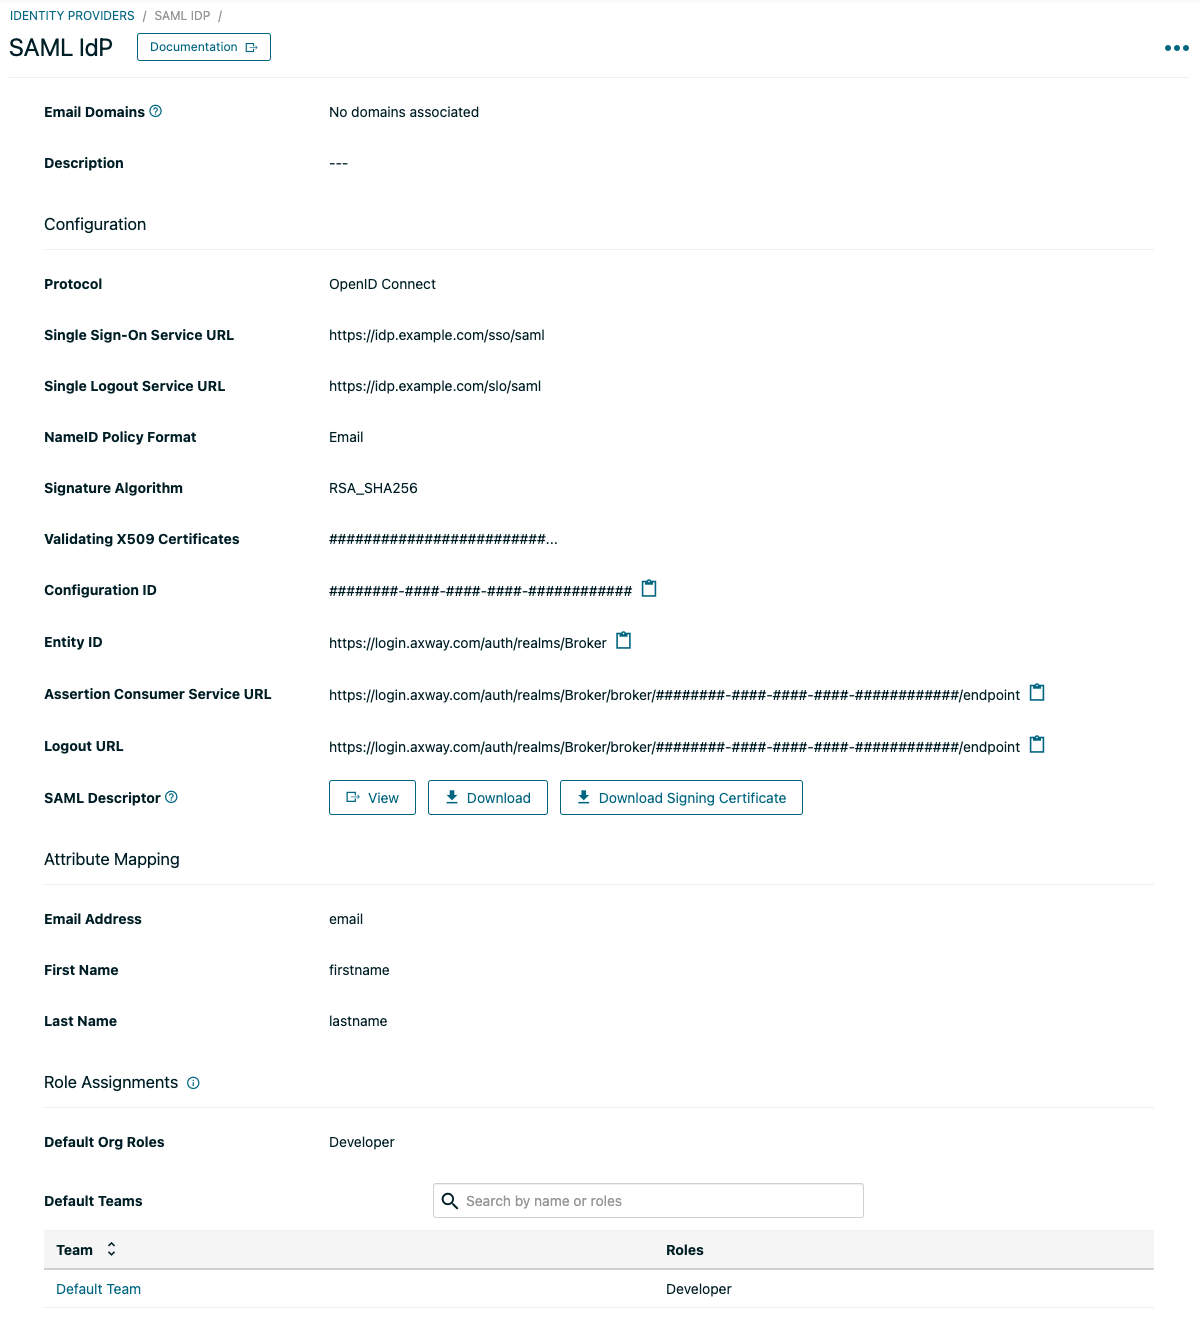 IDENTITY PROVIDERS / SAML IDP /
SAML IdP Documentation
Email Domains No domains associated
Description ---
Configuration
Protocol OpenID Connect
Single Sign-On Service URL https://idp.example.com/sso/saml
Single Logout Service URL https://idp.example.com/slo/saml
NameID Policy Format Email
Signature Algorithm RSA_SHA256
Validating X509 Certificates #########################...
Configuration ID ########-####-####-####-############
Entity ID https://login.axway.com/auth/realms/Broker
Assertion Consumer Service URL https://login.axway.com/auth/realms/Broker/broker/########-####-####-####-############/endpoint
Logout URL https://login.axway.com/auth/realms/Broker/broker/########-####-####-####-############/endpoint
SAML Descriptor View Download Download Signing Certificate
Attribute Mapping
Email Address email
First Name firstname
Last Name lastname
Role Assignments
Default Org Roles Developer
Default Teams Search by name or roles
Team Roles
Default Team Developer